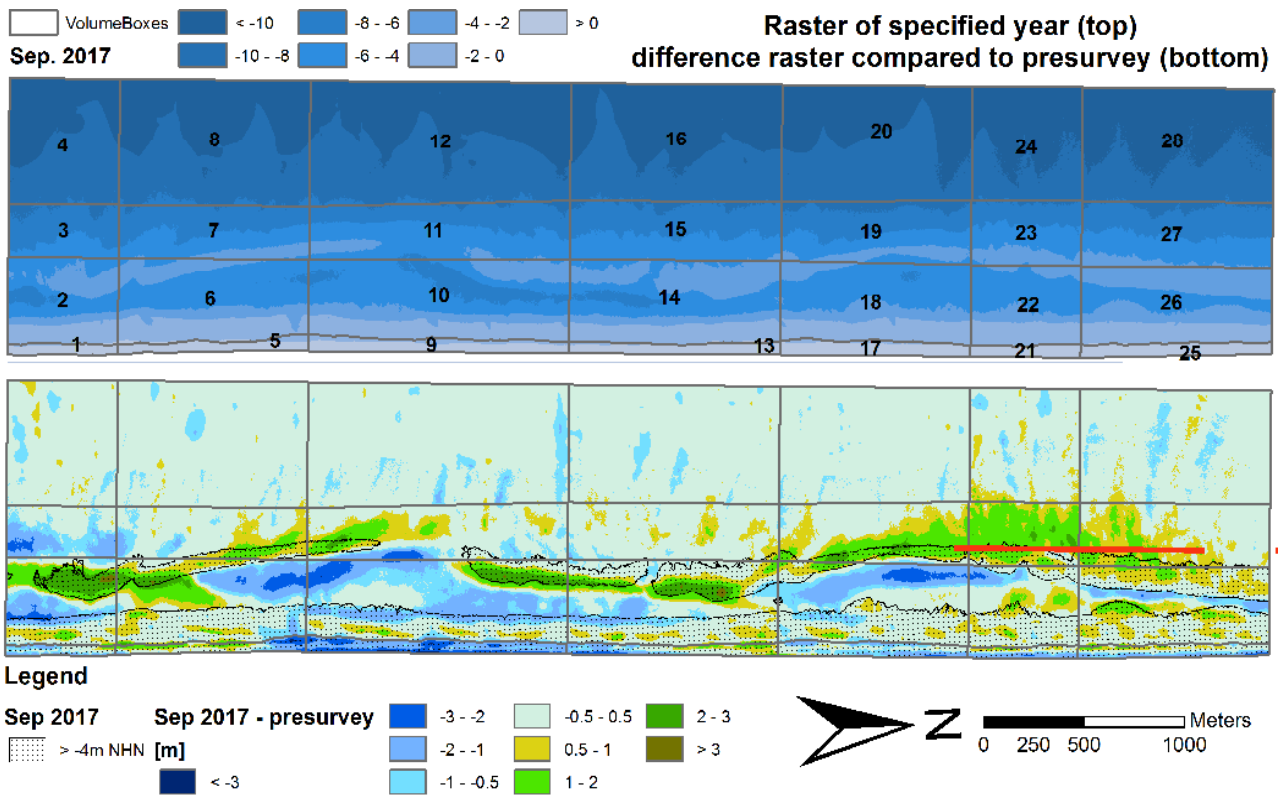 VolumeBoxes < -10 -8 - -6 -4 - -2 > 0
Sep. 2017 -10 - -8 -6 - -4 -2 - 0
Raster of specified year (top)
difference raster compared to presurvey (bottom)
4 8 12 16 20 24 28
3 7 11 15 19 23 27
2 6 10 14 18 22 26
1 5 9 13 17 21 25
Legend
Sep 2017 Sep 2017 - presurvey -3 - -2 -0.5 - 0.5 2 - 3
> -4m NHN [m] -2 - -1 0.5 - 1 > 3
< -3 -1 - -0.5 1 - 2
N Meters
0 250 500 1000